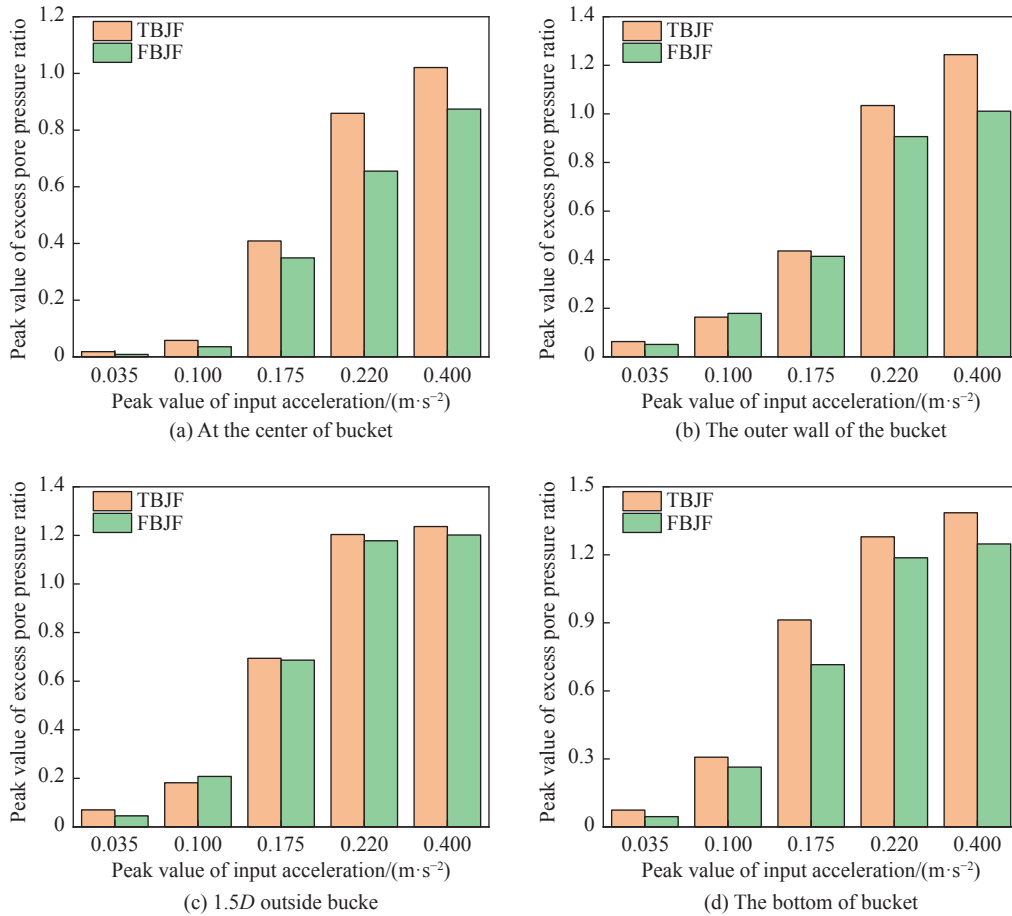 Peak value of excess pore pressure ratio
1.2
1.0
0.8
0.6
0.4
0.2
0
TBJF
FBJF
0.035 0.100 0.175 0.220 0.400
Peak value of input acceleration/(m·s⁻²)
(a) At the center of bucket
Peak value of excess pore pressure ratio
1.4
1.2
1.0
0.8
0.6
0.4
0.2
0
TBJF
FBJF
0.035 0.100 0.175 0.220 0.400
Peak value of input acceleration/(m·s⁻²)
(b) The outer wall of the bucket
Peak value of excess pore pressure ratio
1.4
1.2
1.0
0.8
0.6
0.4
0.2
0
TBJF
FBJF
0.035 0.100 0.175 0.220 0.400
Peak value of input acceleration/(m·s⁻²)
(c) 1.5D outside bucke
Peak value of excess pore pressure ratio
1.5
1.2
0.9
0.6
0.3
0
TBJF
FBJF
0.035 0.100 0.175 0.220 0.400
Peak value of input acceleration/(m·s⁻²)
(d) The bottom of bucket